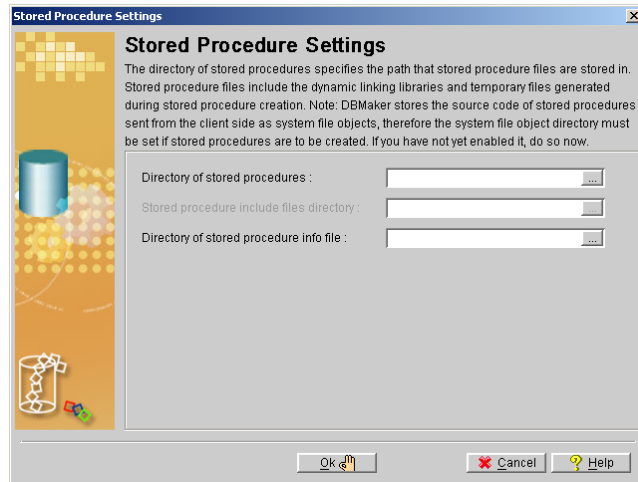 Stored Procedure Settings
Stored Procedure Settings
The directory of stored procedures specifies the path that stored procedure files are stored in.
Stored procedure files include the dynamic linking libraries and temporary files generated
during stored procedure creation. Note: DBMaker stores the source code of stored procedures
sent from the client side as system file objects, therefore the system file object directory must
be set if stored procedures are to be created. If you have not yet enabled it, do so now.
Directory of stored procedures :
...
Stored procedure include files directory :
...
Directory of stored procedure info file :
...
Ok
Cancel
Help